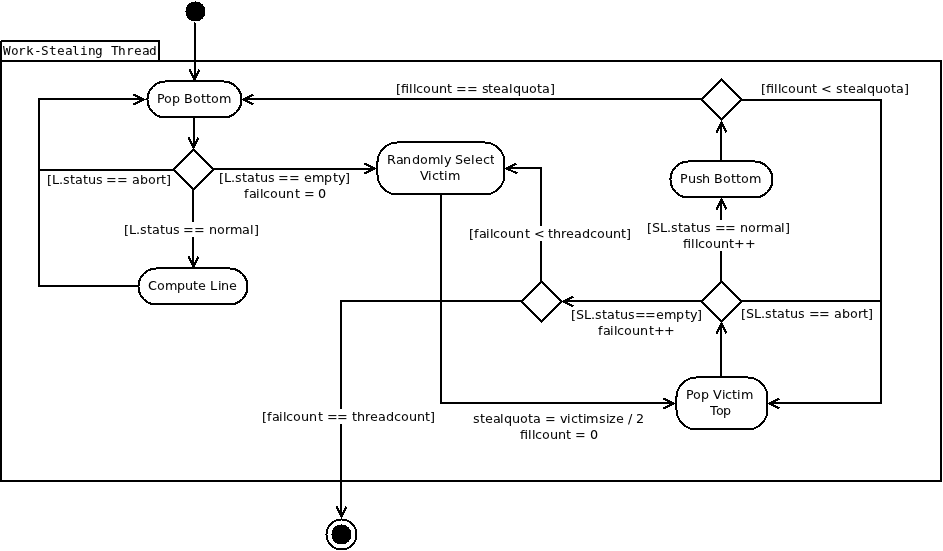 Work-Stealing Thread
Pop Bottom
[fillcount == stealquota]
[fillcount < stealquota]
[L.status == abort]
[L.status == empty]
failcount = 0
Randomly Select
Victim
Push Bottom
[L.status == normal]
[failcount < threadcount]
[SL.status == normal]
fillcount++
Compute Line
[SL.status==empty]
failcount++
[SL.status == abort]
Pop Victim
Top
[failcount == threadcount]
stealquota = victimsize / 2
fillcount = 0